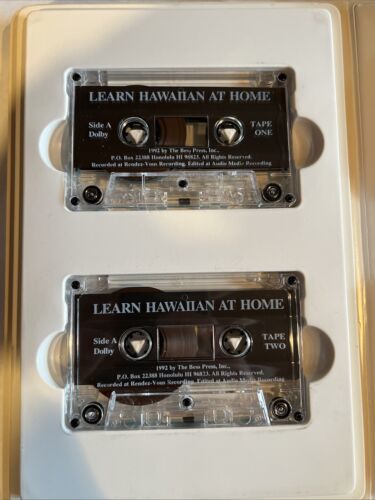 LEARN HAWAIIAN AT HOME
Side A
Dolby
TAPE
ONE
1992 by The Bess Press, Inc.,
P.O. Box 22388 Honolulu HI 96823. All Rights Reserved.
Recorded at Rendez-Vous Recording. Edited at Audio Media Recording
LEARN HAWAIIAN AT HOME
Side A
Dolby
TAPE
TWO
1992 by The Bess Press, Inc.,
P.O. Box 22388 Honolulu HI 96823. All Rights Reserved.
Recorded at Rendez-Vous Recording. Edited at Audio Media Recording